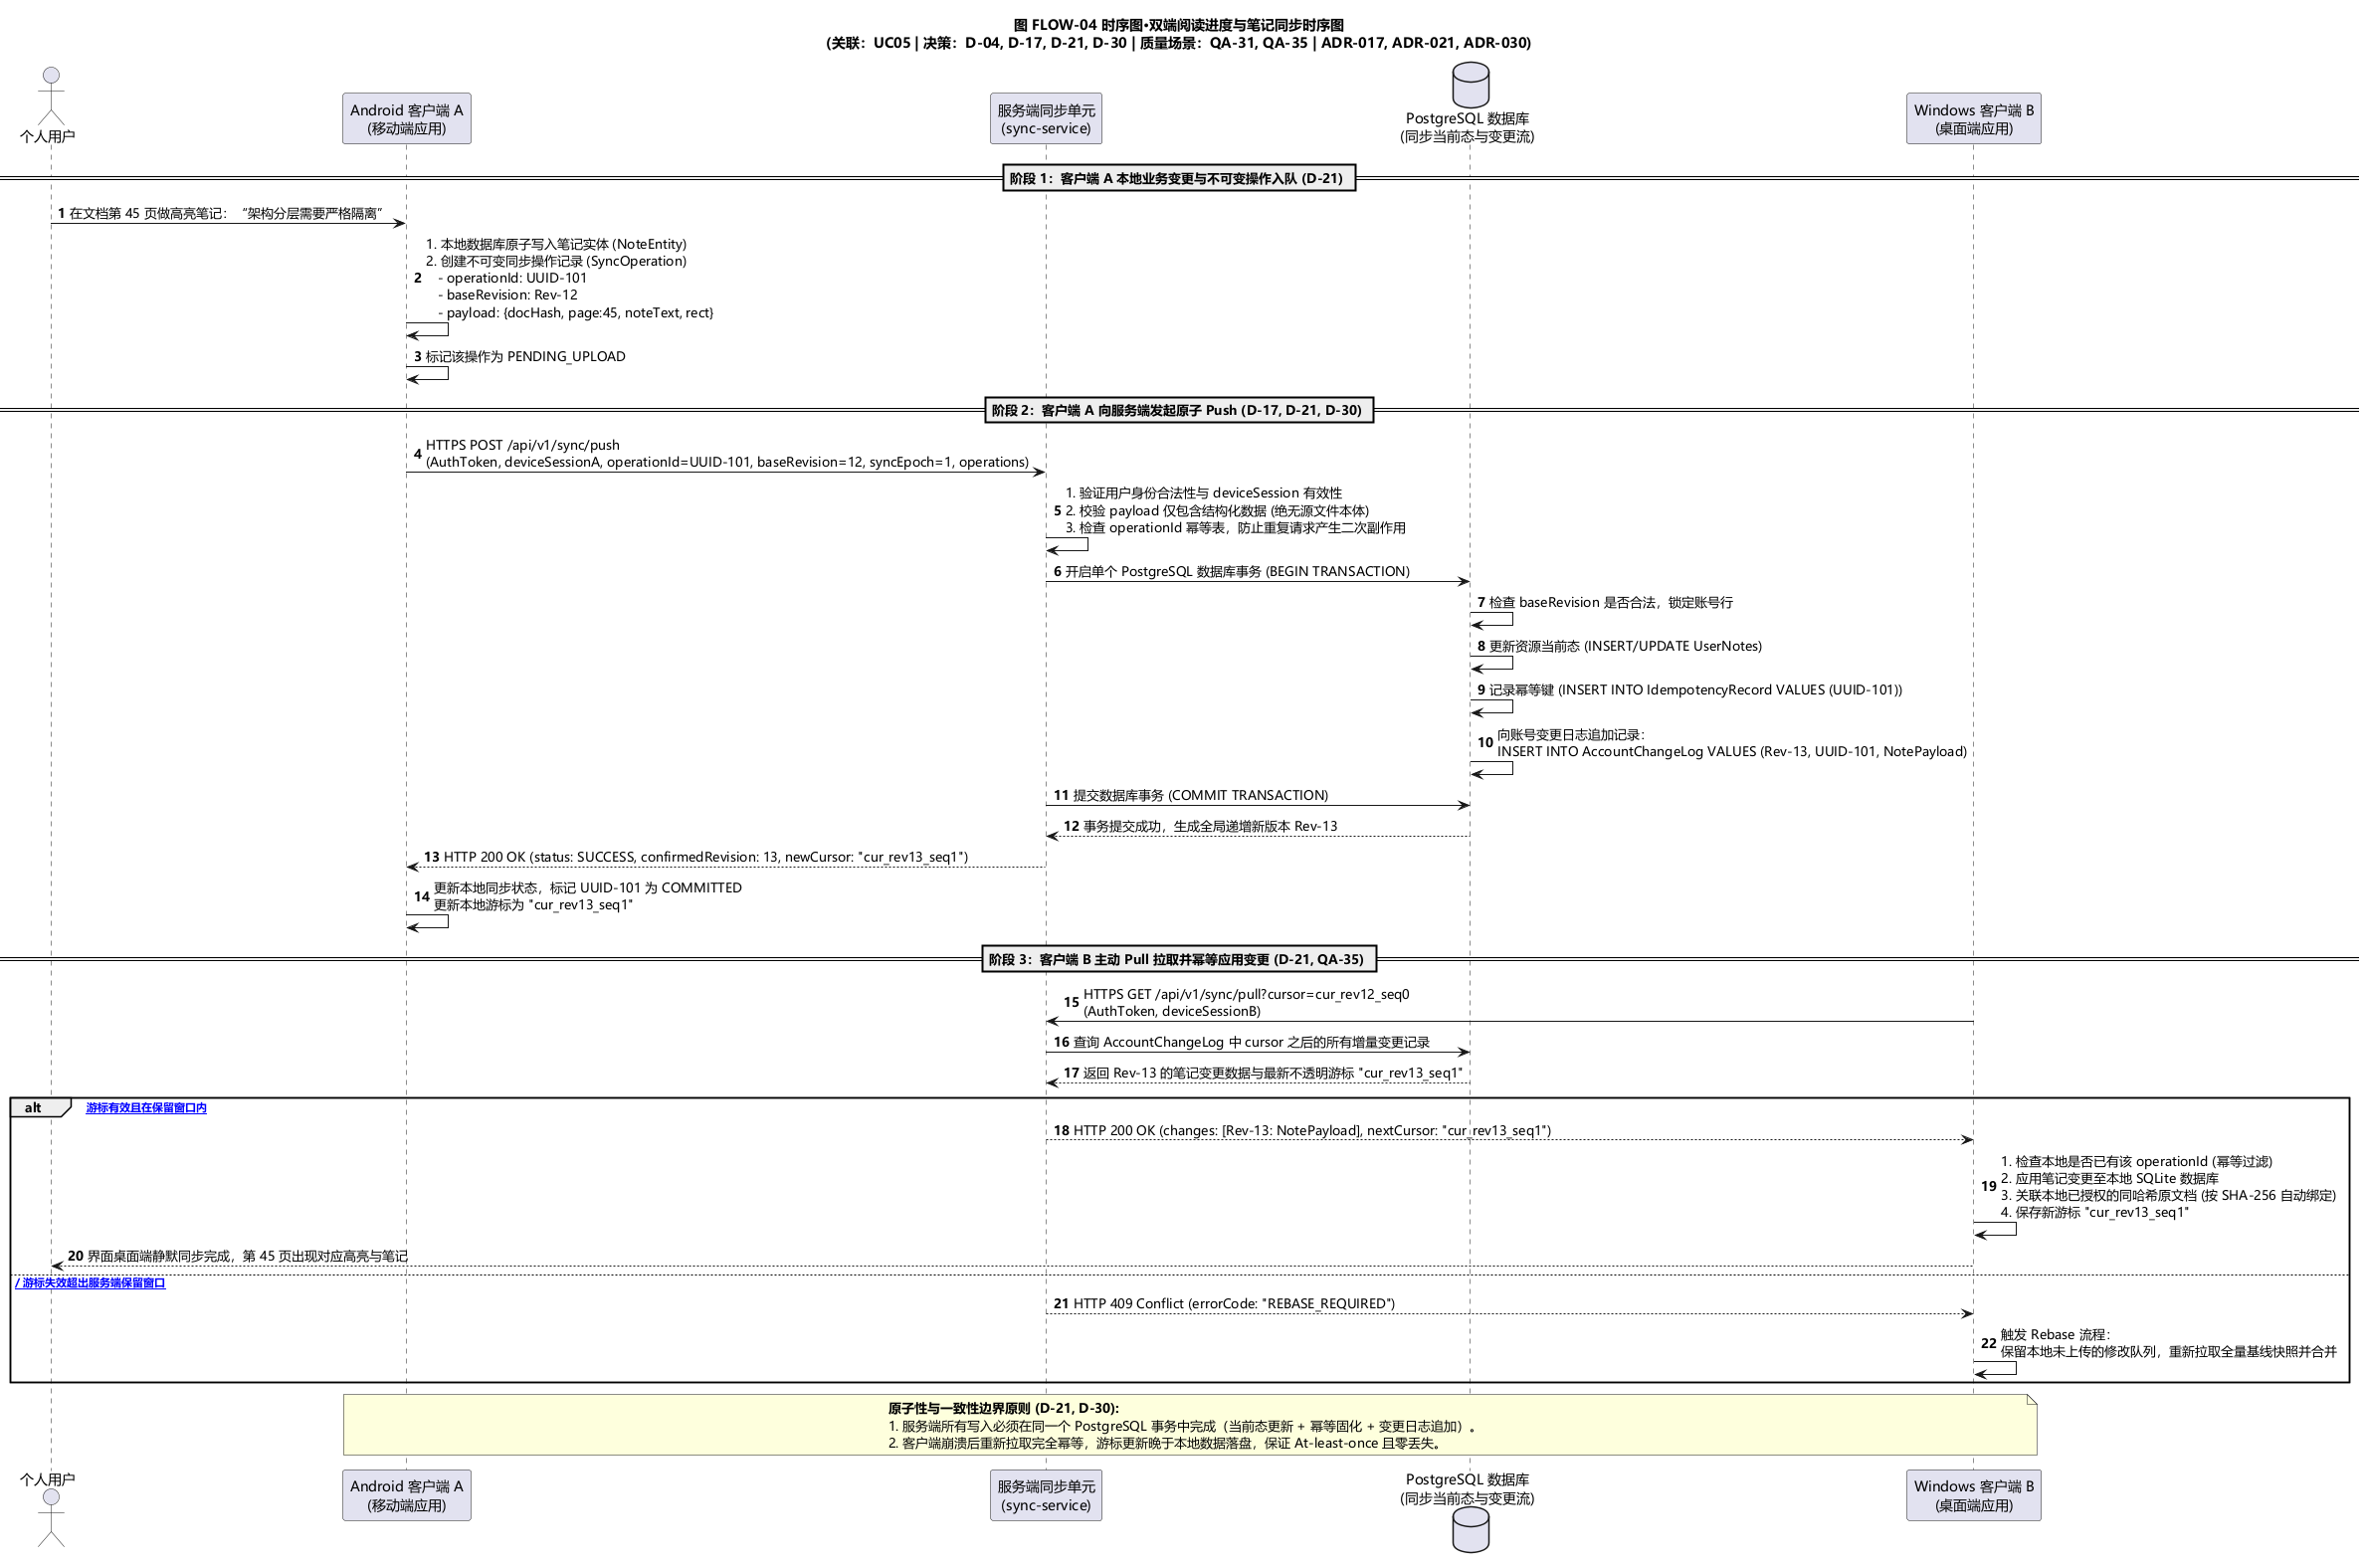 图 FLOW-04 时序图•双端阅读进度与笔记同步时序图
(关联：UC05 | 决策：D-04, D-17, D-21, D-30 | 质量场景：QA-31, QA-35 | ADR-017, ADR-021, ADR-030)
个人用户
Android 客户端 A
(移动端应用)
服务端同步单元
(sync-service)
PostgreSQL 数据库
(同步当前态与变更流)
Windows 客户端 B
(桌面端应用)
阶段 1：客户端 A 本地业务变更与不可变操作入队 (D-21)
1 在文档第 45 页做高亮笔记：“架构分层需要严格隔离”
1. 本地数据库原子写入笔记实体 (NoteEntity)
2. 创建不可变同步操作记录 (SyncOperation)
2 - operationId: UUID-101
- baseRevision: Rev-12
- payload: {docHash, page:45, noteText, rect}
3 标记该操作为 PENDING_UPLOAD
阶段 2：客户端 A 向服务端发起原子 Push (D-17, D-21, D-30)
4 HTTPS POST /api/v1/sync/push
(AuthToken, deviceSessionA, operationId=UUID-101, baseRevision=12, syncEpoch=1, operations)
1. 验证用户身份合法性与 deviceSession 有效性
5 2. 校验 payload 仅包含结构化数据 (绝无源文件本体)
3. 检查 operationId 幂等表，防止重复请求产生二次副作用
6 开启单个 PostgreSQL 数据库事务 (BEGIN TRANSACTION)
7 检查 baseRevision 是否合法，锁定账号行
8 更新资源当前态 (INSERT/UPDATE UserNotes)
9 记录幂等键 (INSERT INTO IdempotencyRecord VALUES (UUID-101))
10 向账号变更日志追加记录：
INSERT INTO AccountChangeLog VALUES (Rev-13, UUID-101, NotePayload)
11 提交数据库事务 (COMMIT TRANSACTION)
12 事务提交成功，生成全局递增新版本 Rev-13
13 HTTP 200 OK (status: SUCCESS, confirmedRevision: 13, newCursor: "cur_rev13_seq1")
14 更新本地同步状态，标记 UUID-101 为 COMMITTED
更新本地游标为 "cur_rev13_seq1"
阶段 3：客户端 B 主动 Pull 拉取并幂等应用变更 (D-21, QA-35)
15 HTTPS GET /api/v1/sync/pull?cursor=cur_rev12_seq0
(AuthToken, deviceSessionB)
16 查询 AccountChangeLog 中 cursor 之后的所有增量变更记录
17 返回 Rev-13 的笔记变更数据与最新不透明游标 "cur_rev13_seq1"
alt 游标有效且在保留窗口内
18 HTTP 200 OK (changes: [Rev-13: NotePayload], nextCursor: "cur_rev13_seq1")
1. 检查本地是否已有该 operationId (幂等过滤)
2. 应用笔记变更至本地 SQLite 数据库
19 3. 关联本地已授权的同哈希原文档 (按 SHA-256 自动绑定)
4. 保存新游标 "cur_rev13_seq1"
20 界面桌面端静默同步完成，第 45 页出现对应高亮与笔记
/ 游标失效超出服务端保留窗口
21 HTTP 409 Conflict (errorCode: "REBASE_REQUIRED")
22 触发 Rebase 流程：
保留本地未上传的修改队列，重新拉取全量基线快照并合并
原子性与一致性边界原则 (D-21, D-30):
1. 服务端所有写入必须在同一个 PostgreSQL 事务中完成（当前态更新 + 幂等固化 + 变更日志追加）。
2. 客户端崩溃后重新拉取完全幂等，游标更新晚于本地数据落盘，保证 At-least-once 且零丢失。
个人用户
Android 客户端 A
(移动端应用)
服务端同步单元
(sync-service)
PostgreSQL 数据库
(同步当前态与变更流)
Windows 客户端 B
(桌面端应用)